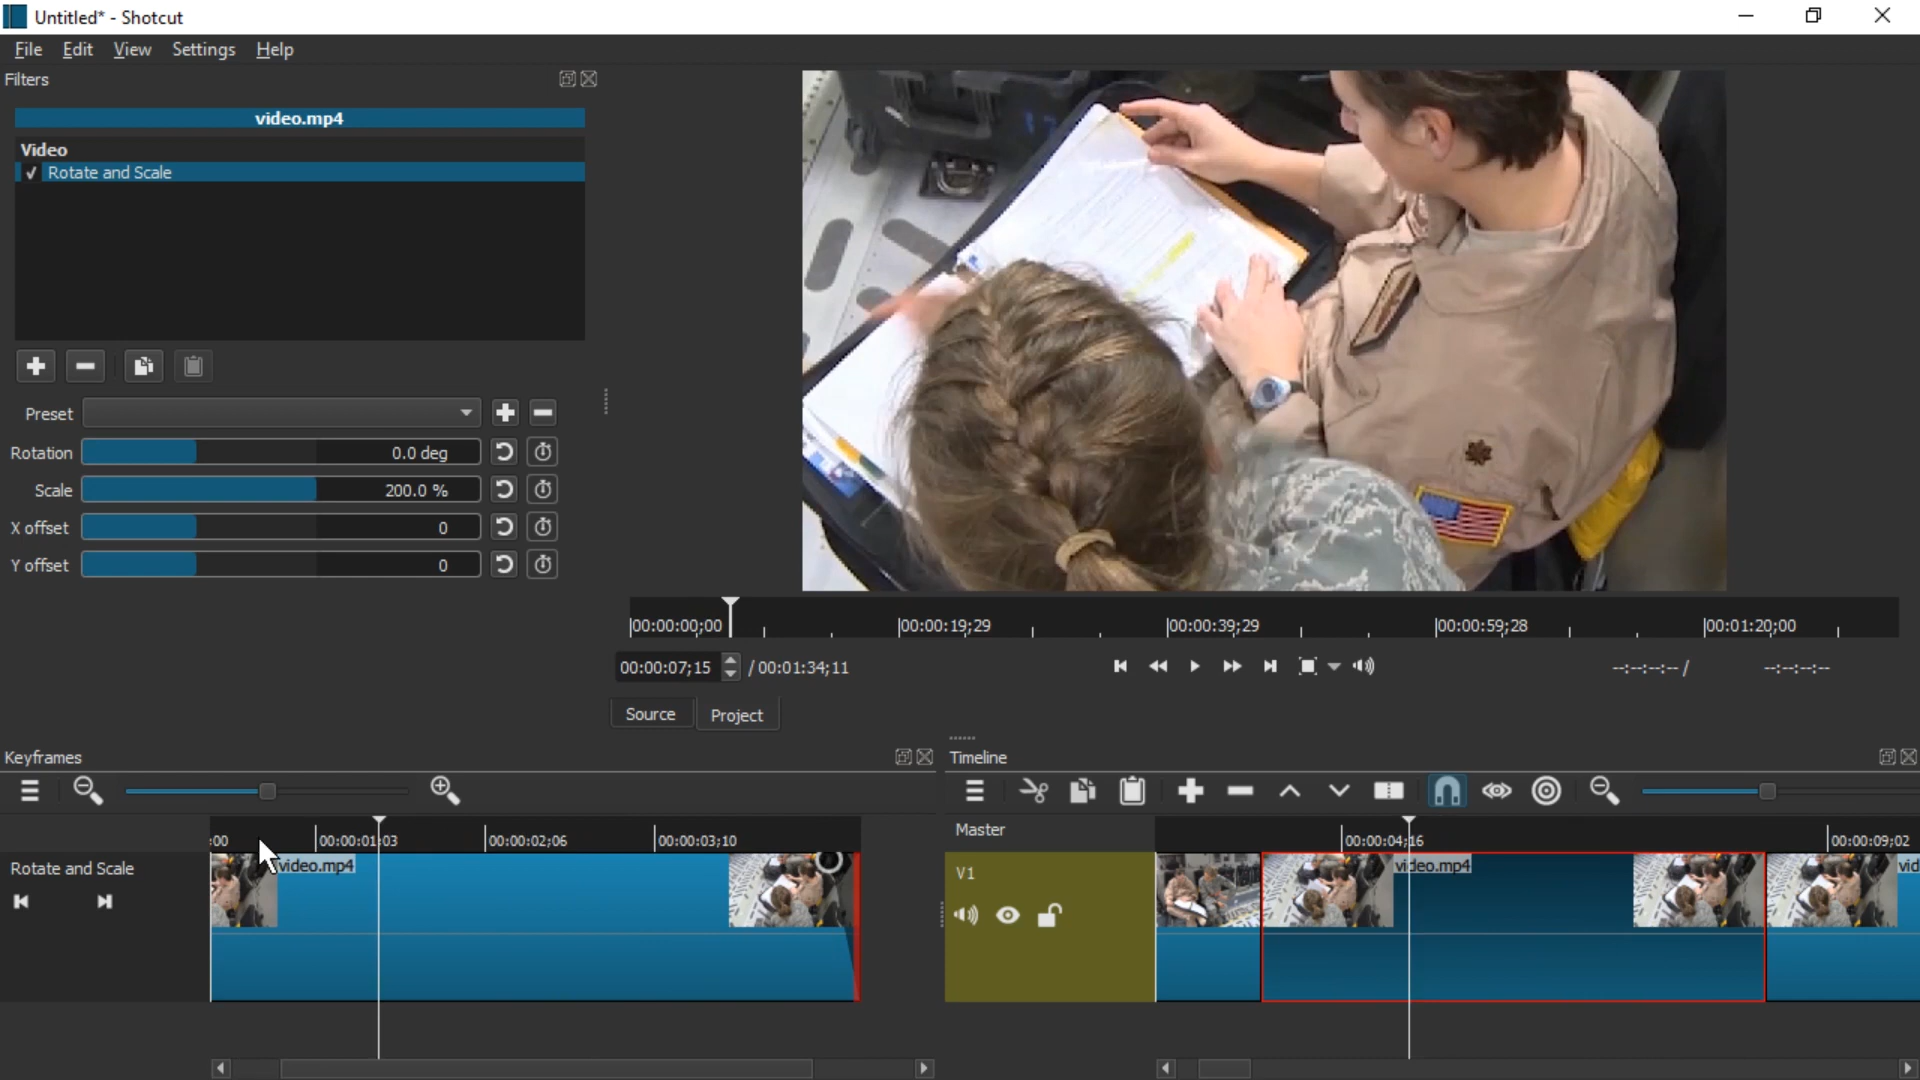 Untitled* - Shotcut
File Edit View Settings Help
Filters
video.mp4
Video
✓ Rotate and Scale
Preset
Rotation 0.0 deg
Scale 200.0 %
X offset 0
Y offset 0
00:00:00;00 00:00:19;29 00:00:39;29 00:00:59;28 00:01:20;00
00:00:07;15 / 00:01:34;11 --:--:--:-- / --:--:--:--
Source Project
Keyframes
:00 00:00:01;03 00:00:02;06 00:00:03;10
Rotate and Scale
video.mp4
Timeline
Master
00:00:04;16 00:00:09;02
V1
video.mp4
vid